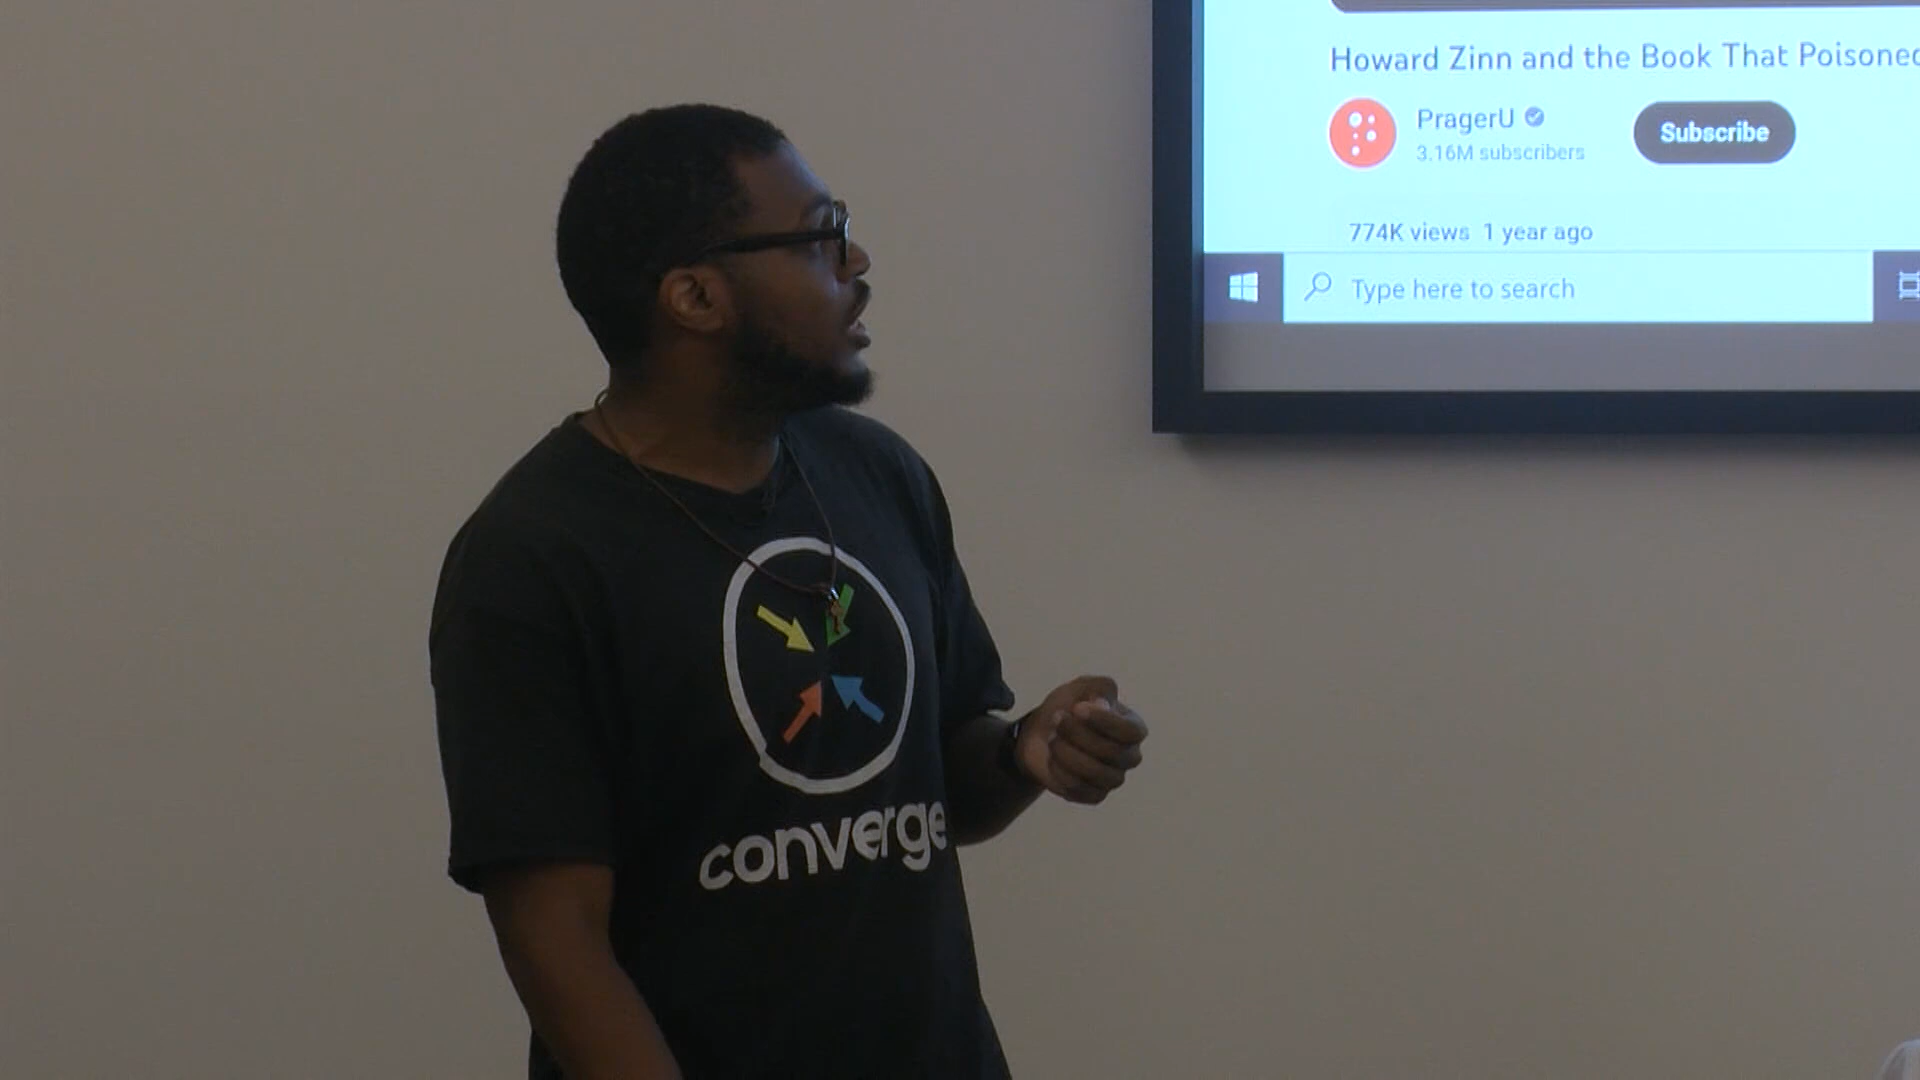 Howard Zinn and the Book That Poisoned
PragerU
3.16M subscribers
Subscribe
774K views 1 year ago
Type here to search
converge